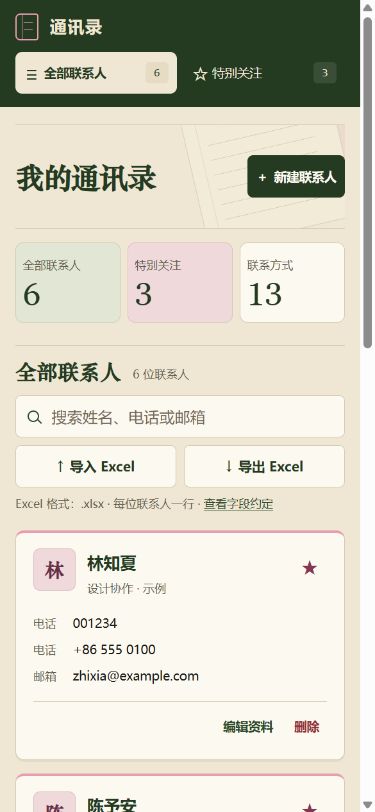 通讯录
全部联系人 6 特别关注 3
我的通讯录
+ 新建联系人
全部联系人 特别关注 联系方式
6 3 13
全部联系人 6 位联系人
搜索姓名、电话或邮箱
↑ 导入 Excel ↓ 导出 Excel
Excel 格式：.xlsx · 每位联系人一行 · 查看字段约定
林 林知夏
设计协作 · 示例
电话 001234
电话 +86 555 0100
邮箱 zhixia@example.com
编辑资料 删除
陈 陈予安